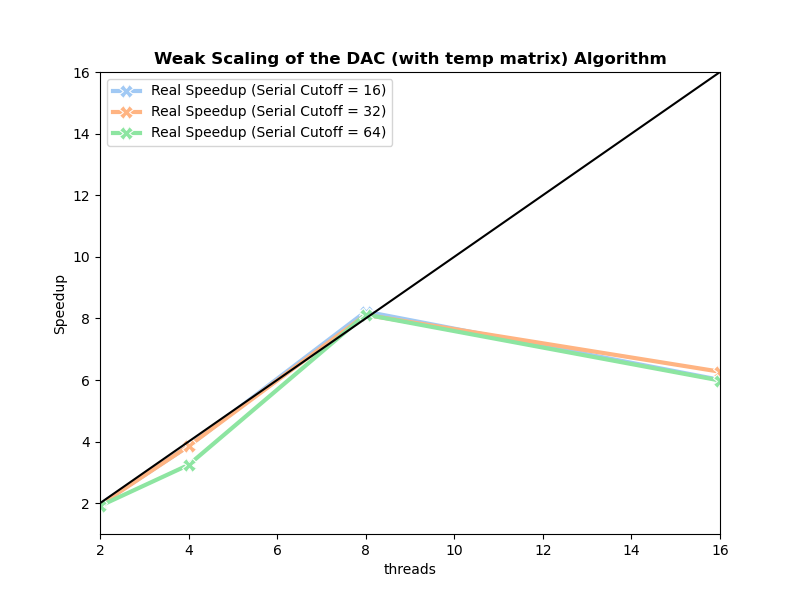 Weak Scaling of the DAC (with temp matrix) Algorithm
16
14
12
10
8
6
4
2
Speedup
Real Speedup (Serial Cutoff = 16)
Real Speedup (Serial Cutoff = 32)
Real Speedup (Serial Cutoff = 64)
2 4 6 8 10 12 14 16
threads